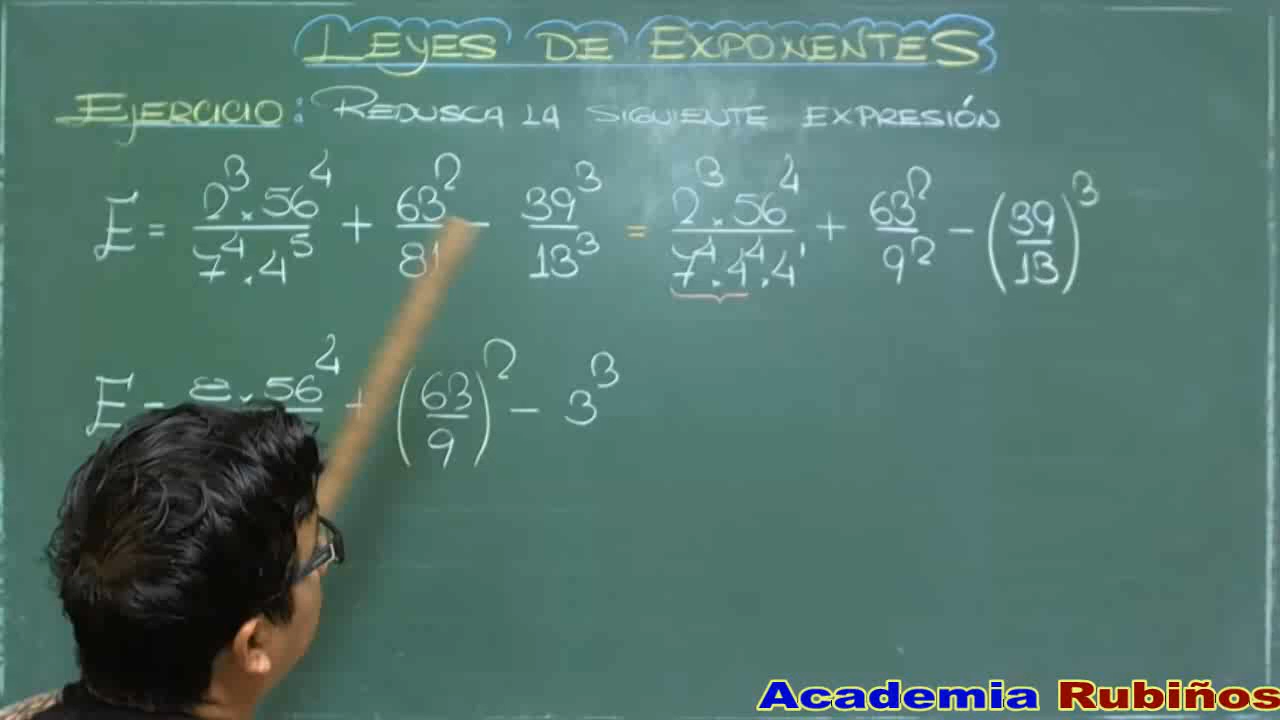 LEYES DE EXPONENTES
EJERCICIO: REDUSCA LA SIGUIENTE EXPRESIÓN
E = (2³·56⁴)/(7⁴·4⁵) + 63²/81 - 39³/13³ = (2³·56⁴)/(7⁴·4⁴·4¹) + 63²/9² - (39/13)³
E = 8·56⁴ + (63/9)² - 3³
Academia Rubiños